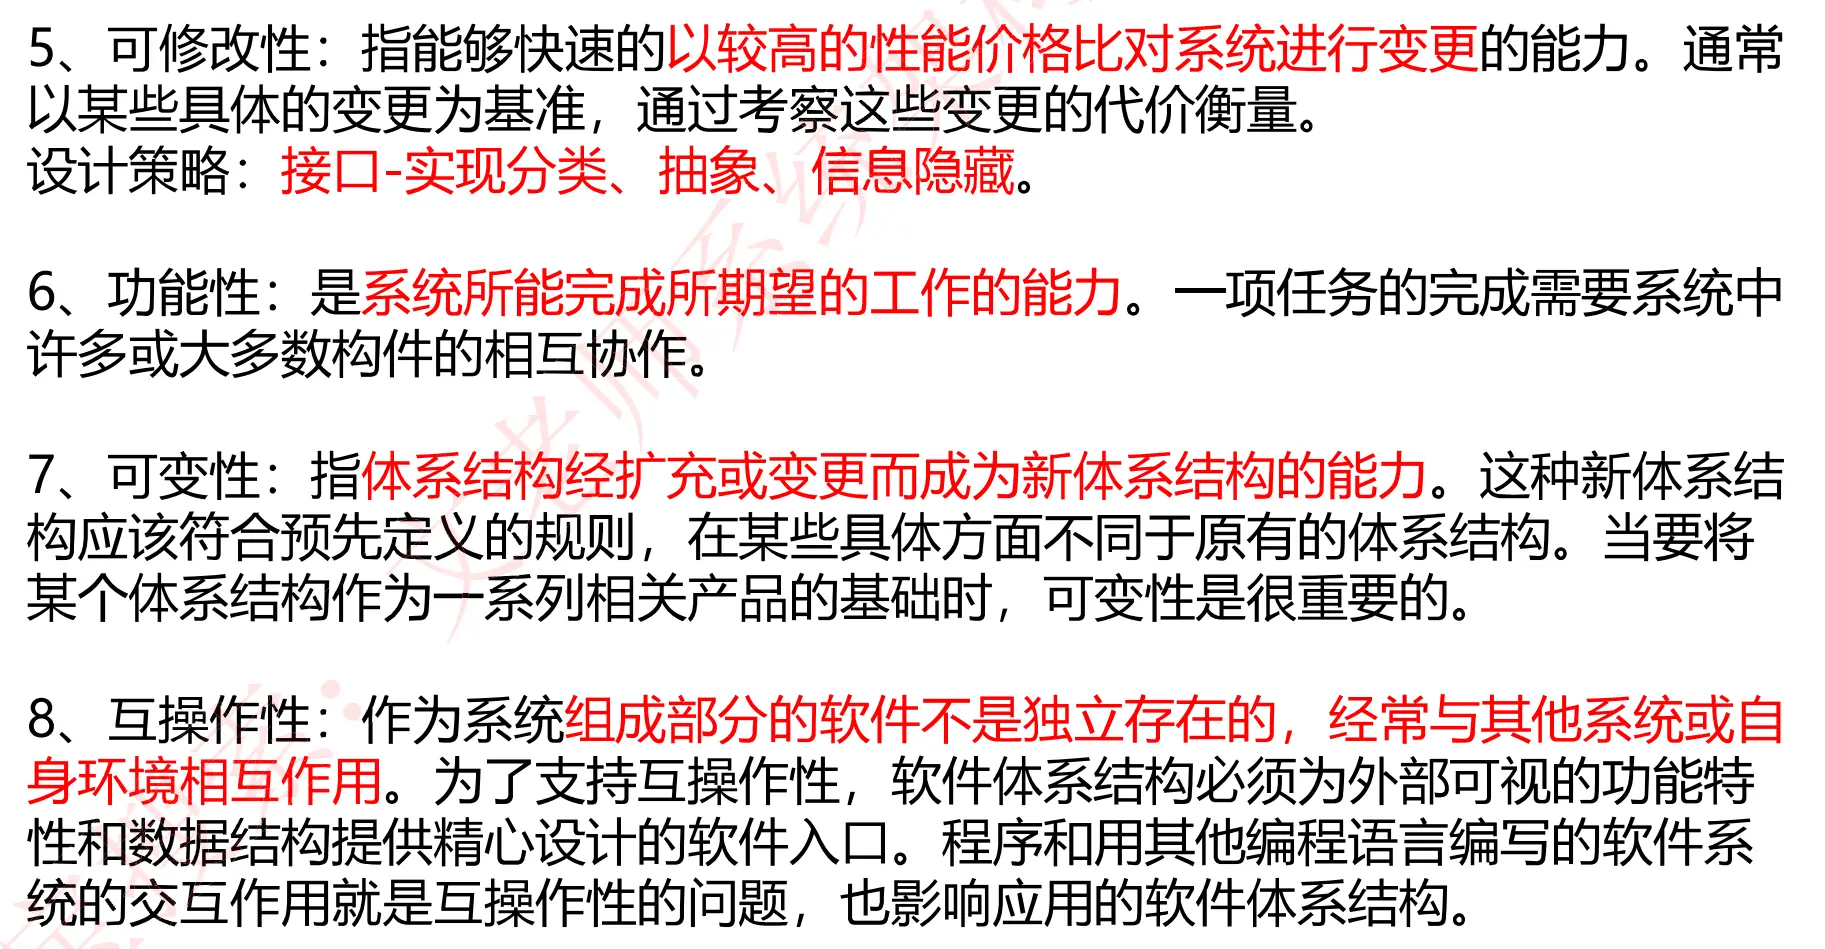 5、可修改性：指能够快速的以较高的性能价格比对系统进行变更的能力。通常
以某些具体的变更为基准，通过考察这些变更的代价衡量。
设计策略：接口-实现分类、抽象、信息隐藏。
6、功能性：是系统所能完成所期望的工作的能力。一项任务的完成需要系统中
许多或大多数构件的相互协作。
7、可变性：指体系结构经扩充或变更而成为新体系结构的能力。这种新体系结
构应该符合预先定义的规则，在某些具体方面不同于原有的体系结构。当要将
某个体系结构作为一系列相关产品的基础时，可变性是很重要的。
8、互操作性：作为系统组成部分的软件不是独立存在的，经常与其他系统或自
身环境相互作用。为了支持互操作性，软件体系结构必须为外部可视的功能特
性和数据结构提供精心设计的软件入口。程序和用其他编程语言编写的软件系
统的交互作用就是互操作性的问题，也影响应用的软件体系结构。
搜索：文老师系统架